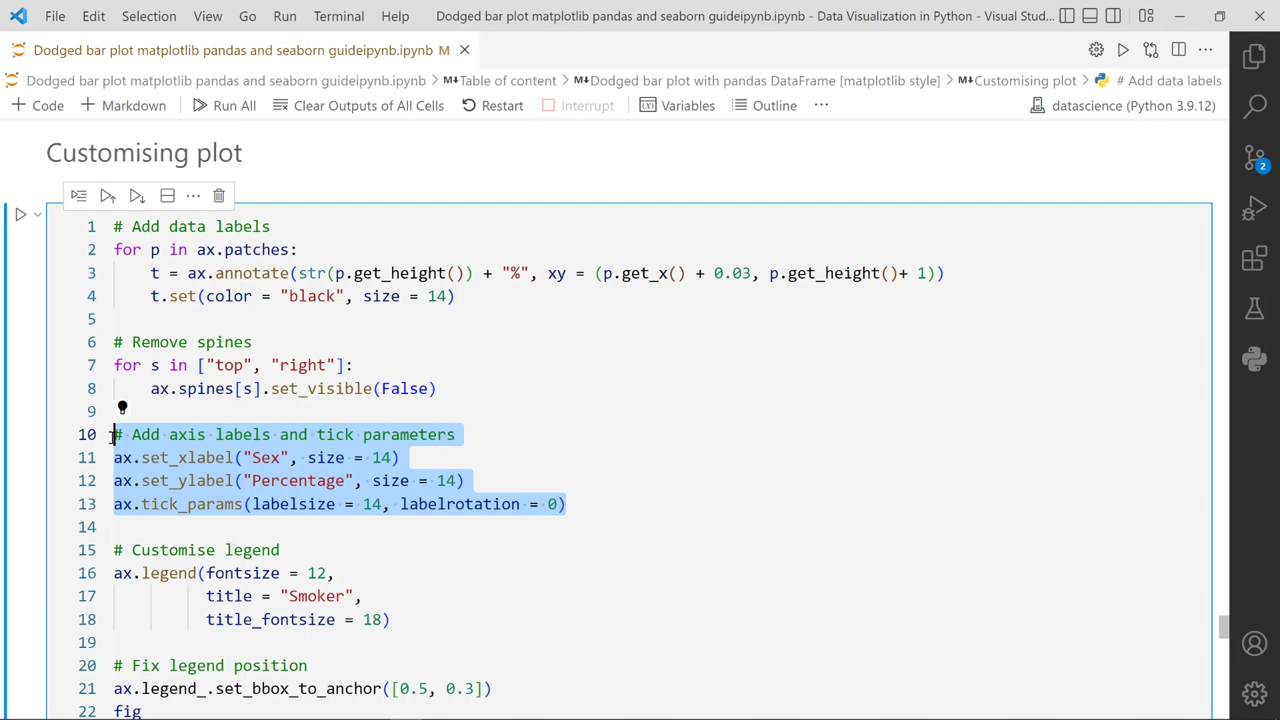 File Edit Selection View Go Run Terminal Help Dodged bar plot matplotlib pandas and seaborn guideipynb.ipynb - Data Visualization in Python - Visual Stud...
Dodged bar plot matplotlib pandas and seaborn guideipynb.ipynb M
Dodged bar plot matplotlib pandas and seaborn guideipynb.ipynb > M↓Table of content > M↓Dodged bar plot with pandas DataFrame [matplotlib style] > M↓Customising plot > # Add data labels
+ Code + Markdown Run All Clear Outputs of All Cells Restart Interrupt Variables Outline ... datascience (Python 3.9.12)
Customising plot
1 # Add data labels
2 for p in ax.patches:
3 t = ax.annotate(str(p.get_height()) + "%", xy = (p.get_x() + 0.03, p.get_height()+ 1))
4 t.set(color = "black", size = 14)
5
6 # Remove spines
7 for s in ["top", "right"]:
8 ax.spines[s].set_visible(False)
9
10 # Add axis labels and tick parameters
11 ax.set_xlabel("Sex", size = 14)
12 ax.set_ylabel("Percentage", size = 14)
13 ax.tick_params(labelsize = 14, labelrotation = 0)
14
15 # Customise legend
16 ax.legend(fontsize = 12,
17 title = "Smoker",
18 title_fontsize = 18)
19
20 # Fix legend position
21 ax.legend_.set_bbox_to_anchor([0.5, 0.3])
22 fig
2